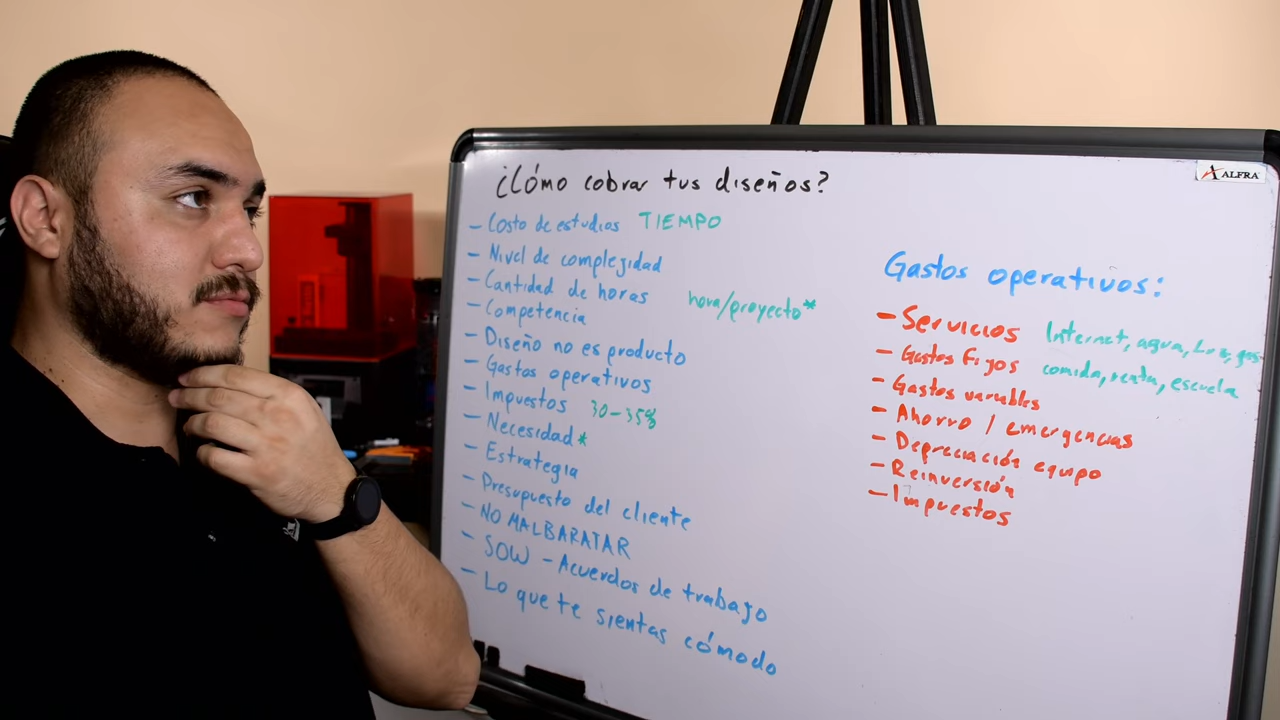 ¿Cómo cobrar tus diseños?
- Costo de estudios TIEMPO
- Nivel de complegidad
- Cantidad de horas hora/proyecto*
- Competencia
- Diseño no es producto
- Gastos operativos
- Impuestos 30-35%
- Necesidad*
- Estrategia
- Presupuesto del cliente
- NO MALBARATAR
- SOW - Acuerdos de trabajo
- Lo que te sientas cómodo
ALFRA
Gastos operativos:
- Servicios Internet, agua, Luz, gas
- Gastos fijos comida, renta, escuela
- Gastos variables
- Ahorro / emergencias
- Depreciación equipo
- Reinversión
- Impuestos